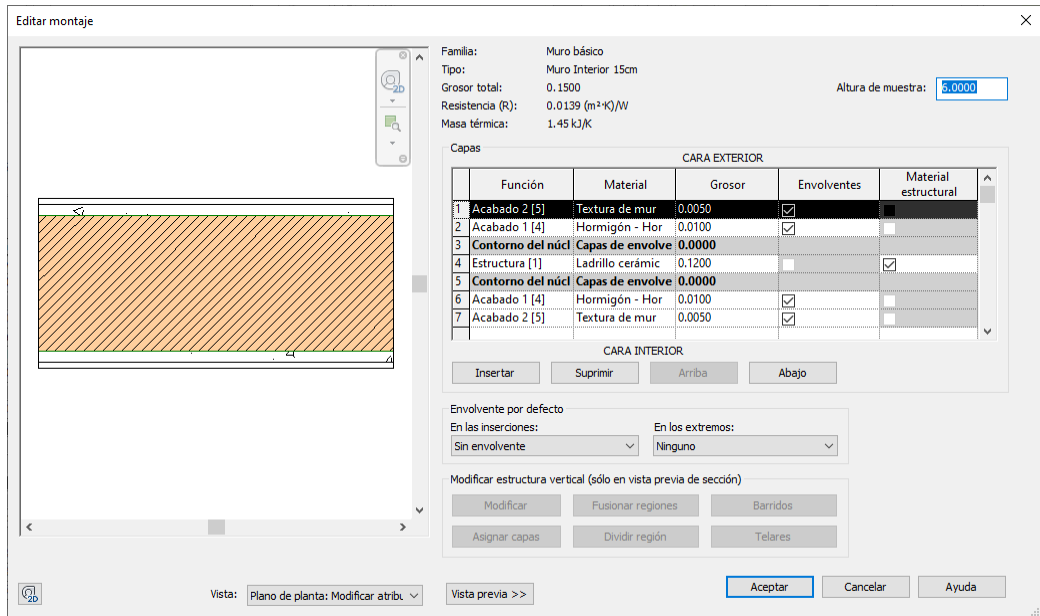 Editar montaje
2D
Familia: Muro básico
Tipo: Muro Interior 15cm
Grosor total: 0.1500
Resistencia (R): 0.0139 (m²·K)/W
Masa térmica: 1.45 kJ/K
Altura de muestra: 6.0000
Capas
CARA EXTERIOR
Función Material Grosor Envolventes Material estructural
1 Acabado 2 [5] Textura de mur 0.0050
2 Acabado 1 [4] Hormigón - Hor 0.0100
3 Contorno del núcl Capas de envolve 0.0000
4 Estructura [1] Ladrillo cerámic 0.1200
5 Contorno del núcl Capas de envolve 0.0000
6 Acabado 1 [4] Hormigón - Hor 0.0100
7 Acabado 2 [5] Textura de mur 0.0050
CARA INTERIOR
Insertar Suprimir Arriba Abajo
Envolvente por defecto
En las inserciones: En los extremos:
Sin envolvente Ninguno
Modificar estructura vertical (sólo en vista previa de sección)
Modificar Fusionar regiones Barridos
Asignar capas Dividir región Telares
2D
Vista: Plano de planta: Modificar atribu Vista previa >>
Aceptar Cancelar Ayuda